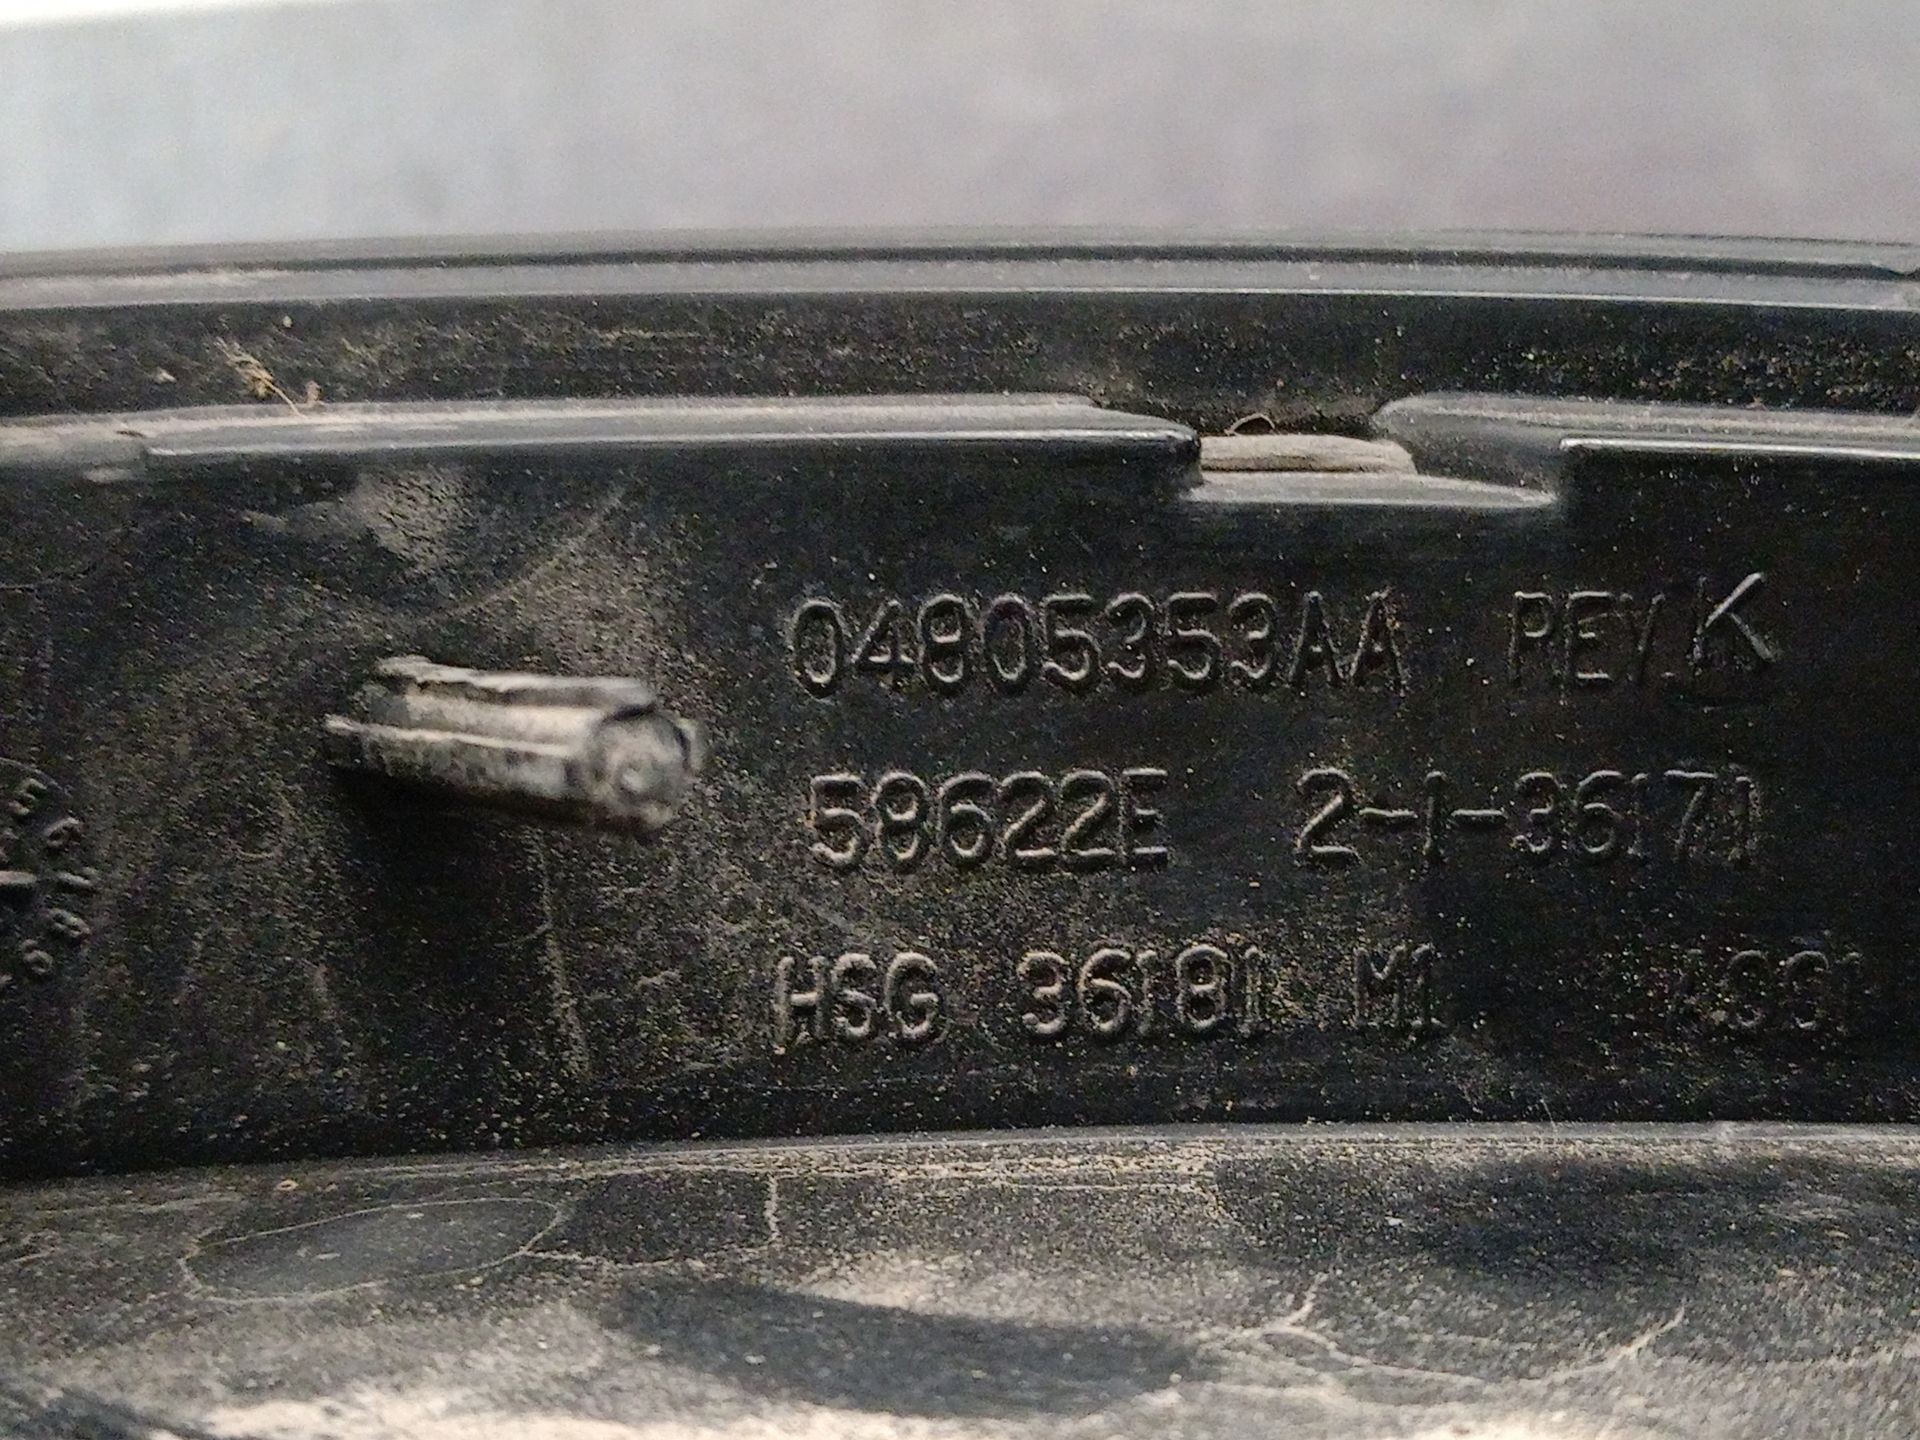 04805353AA REV. K
58622E 2-1-36171
HSG 36181 M1